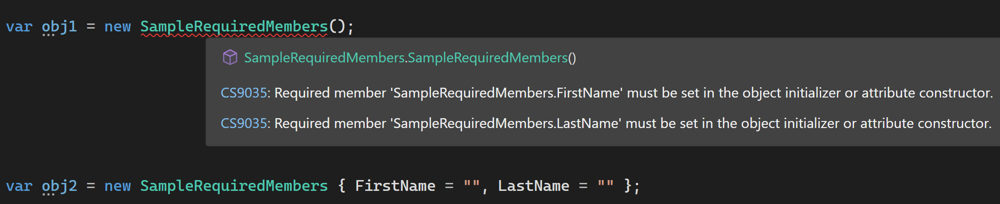 var obj1 = new SampleRequiredMembers();
SampleRequiredMembers.SampleRequiredMembers()
CS9035: Required member 'SampleRequiredMembers.FirstName' must be set in the object initializer or attribute constructor.
CS9035: Required member 'SampleRequiredMembers.LastName' must be set in the object initializer or attribute constructor.
var obj2 = new SampleRequiredMembers { FirstName = "", LastName = "" };